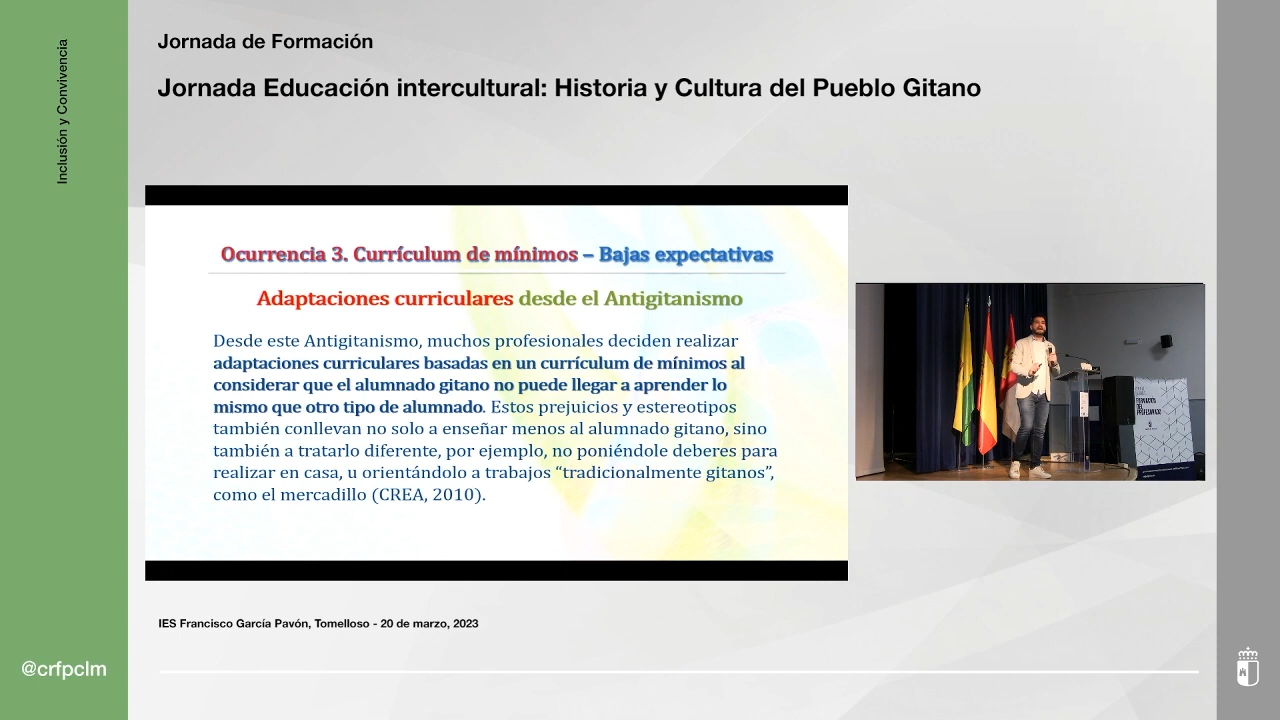 Inclusión y Convivencia
Jornada de Formación
Jornada Educación intercultural: Historia y Cultura del Pueblo Gitano
Ocurrencia 3. Currículum de mínimos – Bajas expectativas
Adaptaciones curriculares desde el Antigitanismo
Desde este Antigitanismo, muchos profesionales deciden realizar
adaptaciones curriculares basadas en un currículum de mínimos al
considerar que el alumnado gitano no puede llegar a aprender lo
mismo que otro tipo de alumnado. Estos prejuicios y estereotipos
también conllevan no solo a enseñar menos al alumnado gitano, sino
también a tratarlo diferente, por ejemplo, no poniéndole deberes para
realizar en casa, u orientándolo a trabajos “tradicionalmente gitanos”,
como el mercadillo (CREA, 2010).
IES Francisco García Pavón, Tomelloso - 20 de marzo, 2023
@crfpclm